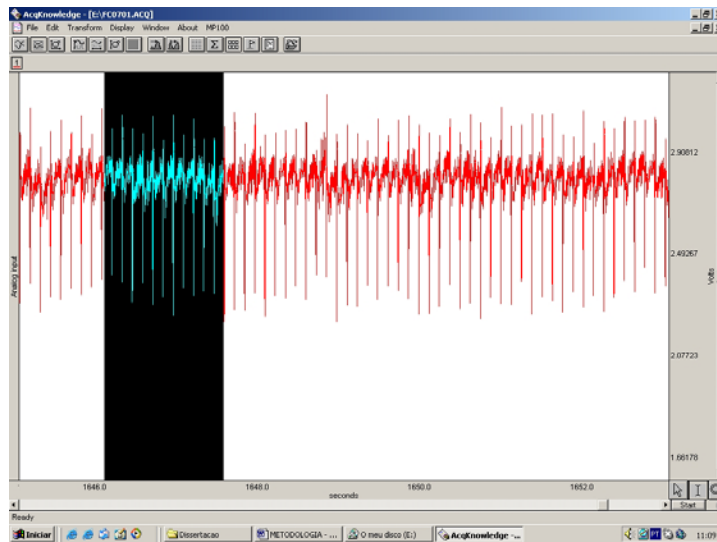 AcqKnowledge - [E:\FC0701.ACQ]
File Edit Transform Display Window About MP100
1
2.90812
2.49267
2.07723
1.66178
Analog input
Volts
1646.0 1648.0 1650.0 1652.0
seconds
Start
Ready
Iniciar Dissertacao METODOLOGIA - ... O meu disco (E:) AcqKnowledge -... PT 11:09